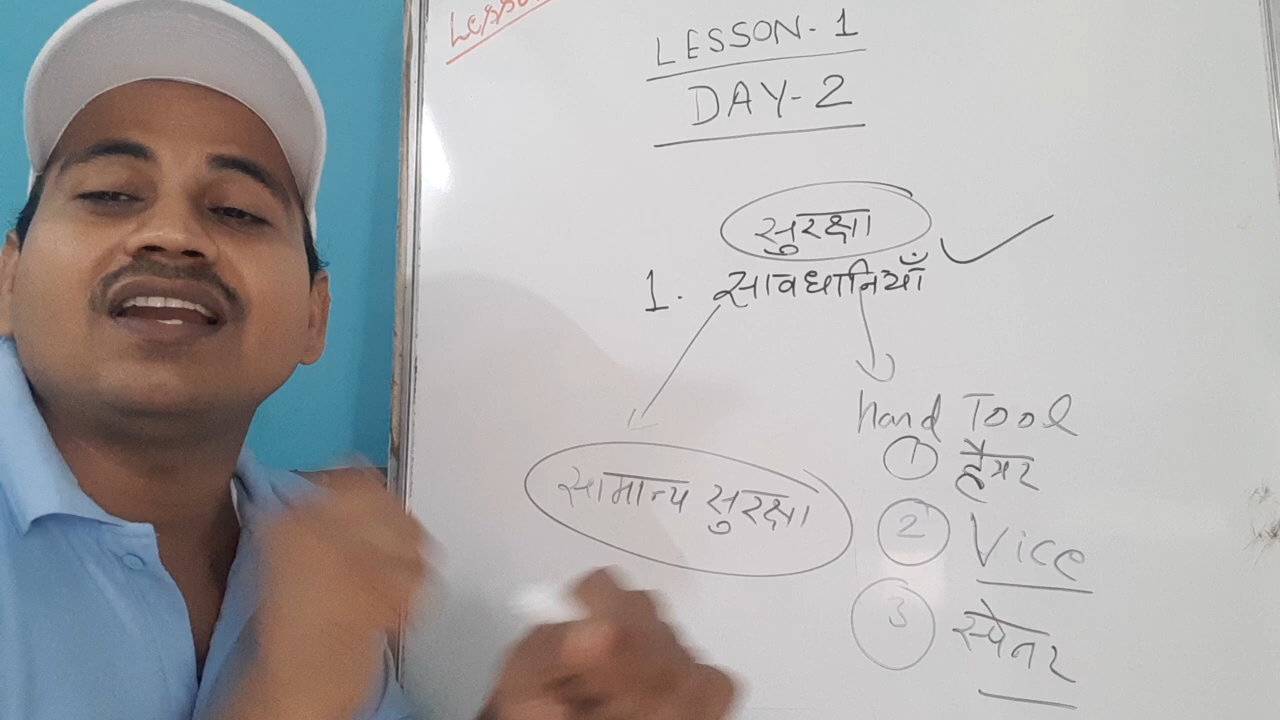 LESSON-1
DAY-2
सुरक्षा
1. सावधानियाँ
सामान्य सुरक्षा
hand Tool
1 हैमर
2 Vice
3 स्पेनर